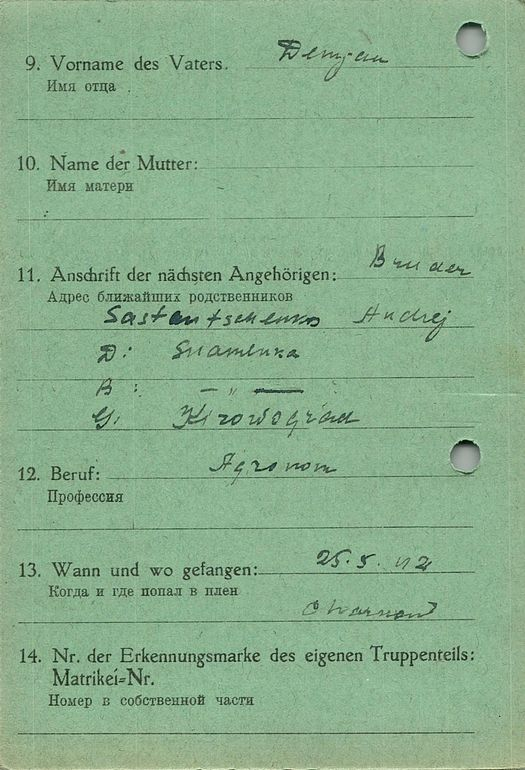 9. Vorname des Vaters. Demjan
Имя отца
10. Name der Mutter:
Имя матери
11. Anschrift der nächsten Angehörigen: Bruder
Адрес ближайших родственников
Andrej
D: Snamenka
B: — „ —
G: Kirowograd
12. Beruf: Agronom
Профессия
13. Wann und wo gefangen: 25.5.42
Когда и где попал в плен
14. Nr. der Erkennungsmarke des eigenen Truppenteils:
Matrikel-Nr.
Номер в собственной части